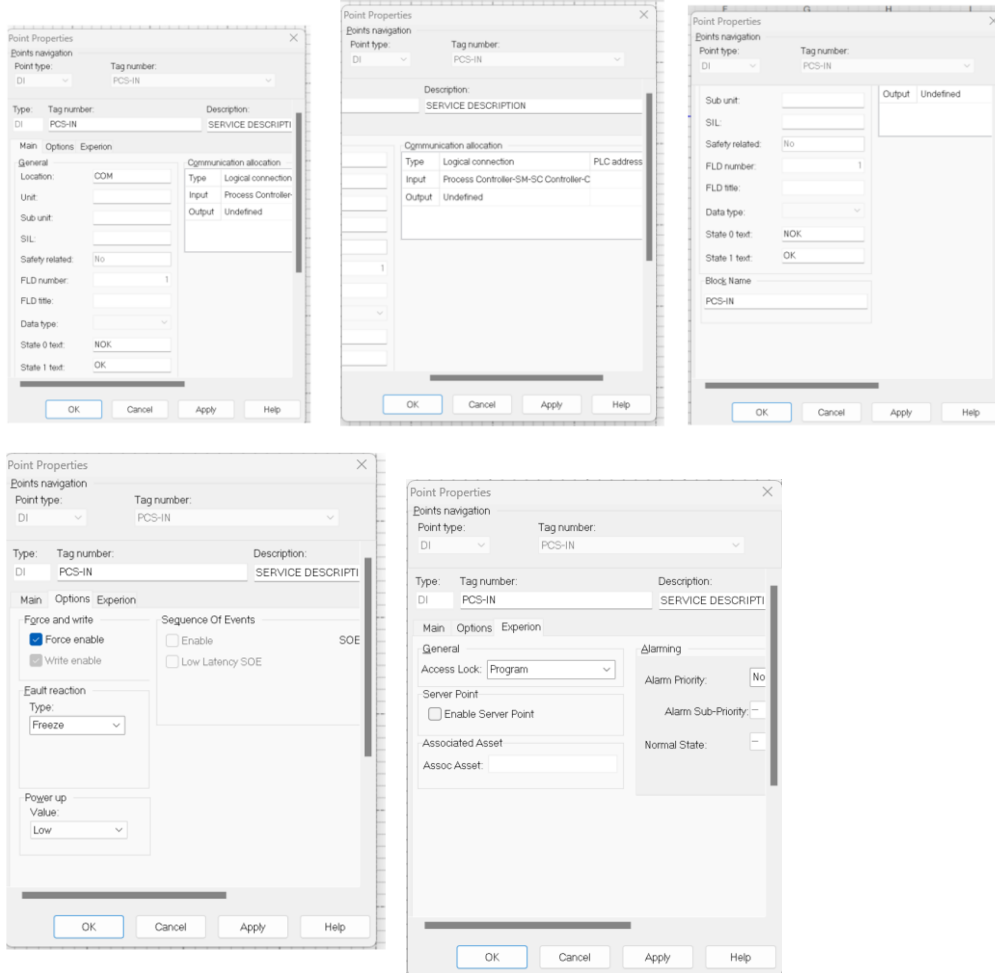 Point Properties
Points navigation
Point type: Tag number:
DI PCS-IN
Type: Tag number: Description:
DI PCS-IN SERVICE DESCRIPTI
Main Options Experion
General
Location: COM
Unit:
Sub unit:
SIL:
Safety related: No
FLD number: 1
FLD title:
Data type:
State 0 text: NOK
State 1 text: OK
Communication allocation
Type Logical connection
Input Process Controller-
Output Undefined
OK Cancel Apply Help
Point Properties
Points navigation
Point type: Tag number:
DI PCS-IN
Description:
SERVICE DESCRIPTION
1
Communication allocation
Type Logical connection PLC address
Input Process Controller-SM-SC Controller-C
Output Undefined
OK Cancel Apply Help
F G H I
Point Properties
Points navigation
Point type: Tag number:
DI PCS-IN
Sub unit:
SIL:
Safety related: No
FLD number: 1
FLD title:
Data type:
State 0 text: NOK
State 1 text: OK
Block Name
PCS-IN
Output Undefined
OK Cancel Apply Help
Point Properties
Points navigation
Point type: Tag number:
DI PCS-IN
Type: Tag number: Description:
DI PCS-IN SERVICE DESCRIPTI
Main Options Experion
Force and write
Force enable
Write enable
Fault reaction
Type:
Freeze
Power up
Value:
Low
Sequence Of Events
Enable SOE
Low Latency SOE
OK Cancel Apply Help
Point Properties
Points navigation
Point type: Tag number:
DI PCS-IN
Type: Tag number: Description:
DI PCS-IN SERVICE DESCRIPTI
Main Options Experion
General
Access Lock: Program
Server Point
Enable Server Point
Associated Asset
Assoc Asset:
Alarming
Alarm Priority: No
Alarm Sub-Priority: --
Normal State: --
OK Cancel Apply Help